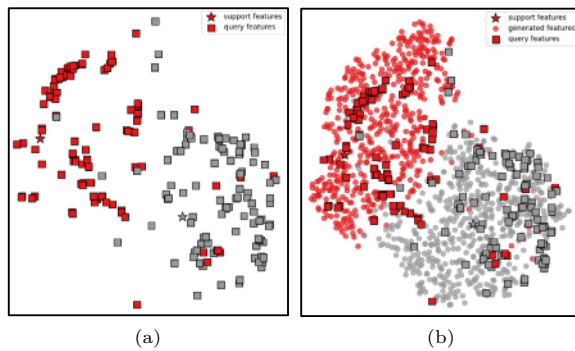 support features
query features
support features
generated features
query features
(a)
(b)